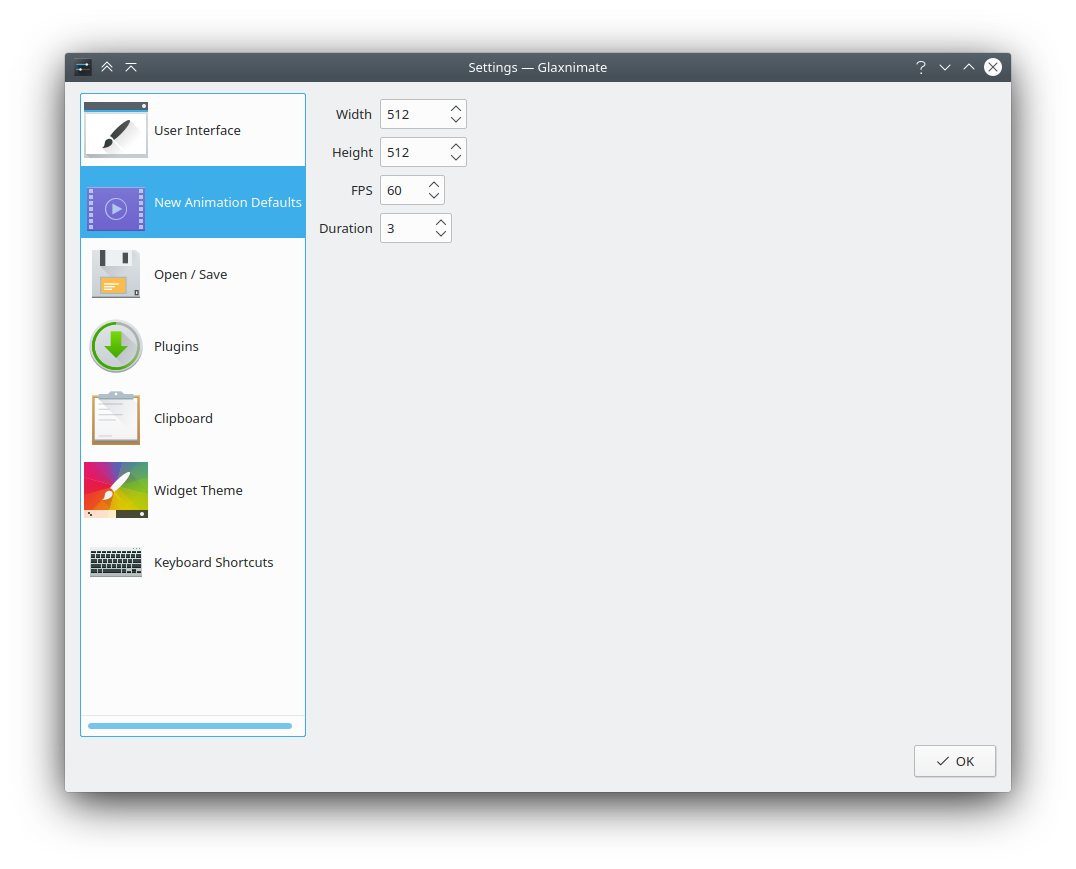 Settings — Glaxnimate
User Interface
New Animation Defaults
Open / Save
Plugins
Clipboard
Widget Theme
Keyboard Shortcuts
Width 512
Height 512
FPS 60
Duration 3
OK